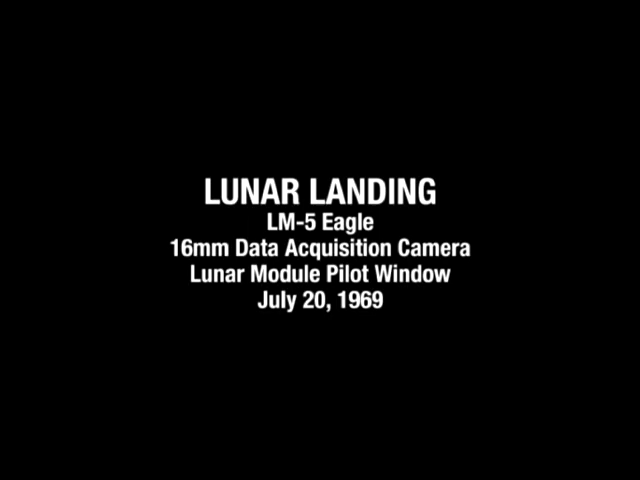 LUNAR LANDING
LM-5 Eagle
16mm Data Acquisition Camera
Lunar Module Pilot Window
July 20, 1969